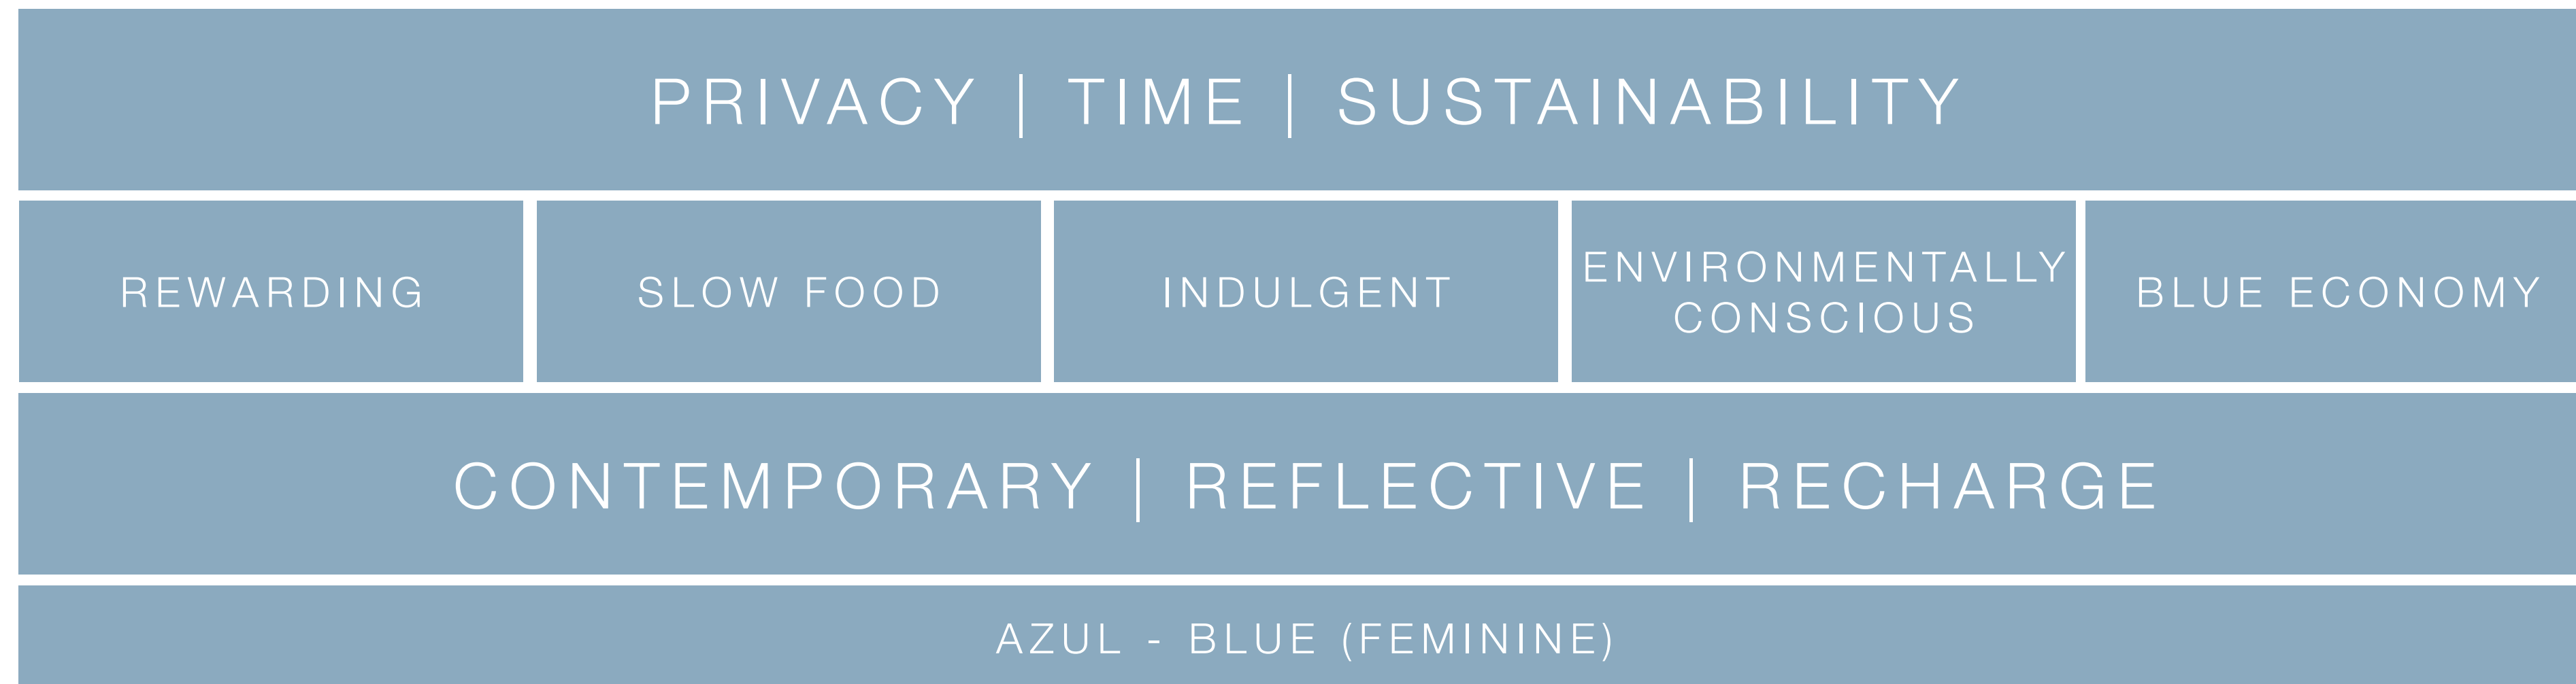 PRIVACY | TIME | SUSTAINABILITY
REWARDING
SLOW FOOD
INDULGENT
ENVIRONMENTALLY
CONSCIOUS
BLUE ECONOMY
CONTEMPORARY | REFLECTIVE | RECHARGE
AZUL - BLUE (FEMININE)